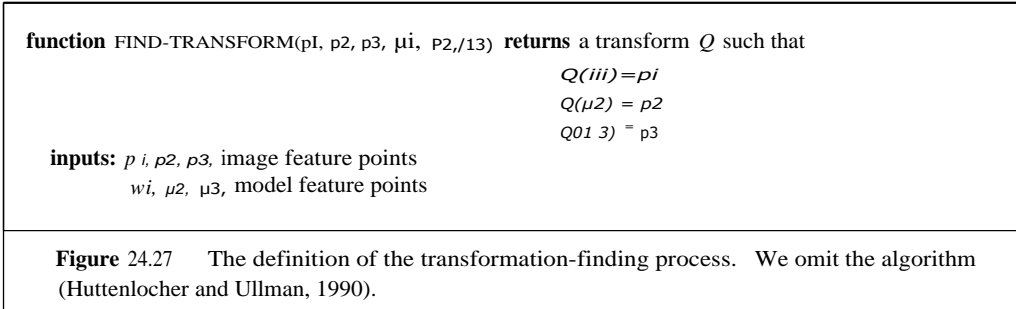 function FIND-TRANSFORM(pI, p2, p3, µi, P2,/13) returns a transform Q such that
Q(iii)=pi
Q(µ2) = p2
Q01 3) = p3
inputs: p i, p2, p3, image feature points
wi, µ2, µ3, model feature points
Figure 24.27 The definition of the transformation-finding process. We omit the algorithm
(Huttenlocher and Ullman, 1990).